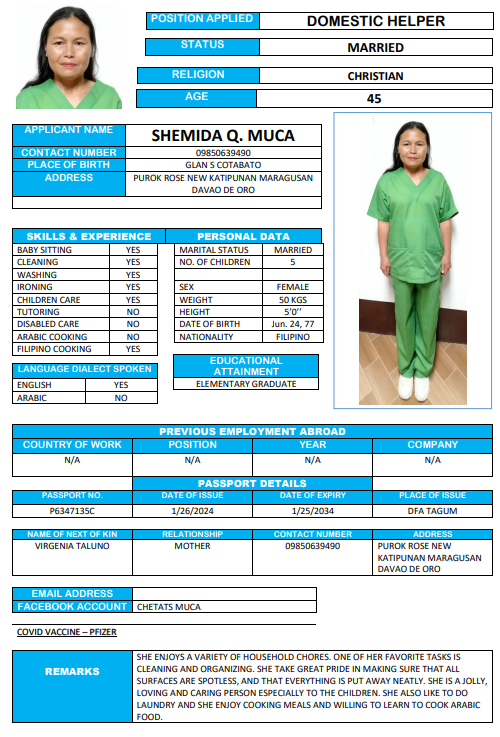 POSITION APPLIED DOMESTIC HELPER
STATUS MARRIED
RELIGION CHRISTIAN
AGE 45
APPLICANT NAME SHEMIDA Q. MUCA
CONTACT NUMBER 09850639490
PLACE OF BIRTH GLAN S COTABATO
ADDRESS PUROK ROSE NEW KATIPUNAN MARAGUSAN
DAVAO DE ORO
SKILLS & EXPERIENCE
BABY SITTING YES
CLEANING YES
WASHING YES
IRONING YES
CHILDREN CARE YES
TUTORING NO
DISABLED CARE NO
ARABIC COOKING NO
FILIPINO COOKING YES
LANGUAGE DIALECT SPOKEN
ENGLISH YES
ARABIC NO
PERSONAL DATA
MARITAL STATUS MARRIED
NO. OF CHILDREN 5
SEX FEMALE
WEIGHT 50 KGS
HEIGHT 5'0''
DATE OF BIRTH Jun. 24, 77
NATIONALITY FILIPINO
EDUCATIONAL
ATTAINMENT
ELEMENTARY GRADUATE
PREVIOUS EMPLOYMENT ABROAD
COUNTRY OF WORK POSITION YEAR COMPANY
N/A N/A N/A N/A
PASSPORT DETAILS
PASSPORT NO. DATE OF ISSUE DATE OF EXPIRY PLACE OF ISSUE
P6347135C 1/26/2024 1/25/2034 DFA TAGUM
NAME OF NEXT OF KIN RELATIONSHIP CONTACT NUMBER ADDRESS
VIRGENIA TALUNO MOTHER 09850639490 PUROK ROSE NEW
KATIPUNAN MARAGUSAN
DAVAO DE ORO
EMAIL ADDRESS
FACEBOOK ACCOUNT CHETATS MUCA
COVID VACCINE – PFIZER
REMARKS
SHE ENJOYS A VARIETY OF HOUSEHOLD CHORES. ONE OF HER FAVORITE TASKS IS
CLEANING AND ORGANIZING. SHE TAKE GREAT PRIDE IN MAKING SURE THAT ALL
SURFACES ARE SPOTLESS, AND THAT EVERYTHING IS PUT AWAY NEATLY. SHE IS A JOLLY,
LOVING AND CARING PERSON ESPECIALLY TO THE CHILDREN. SHE ALSO LIKE TO DO
LAUNDRY AND SHE ENJOY COOKING MEALS AND WILLING TO LEARN TO COOK ARABIC
FOOD.